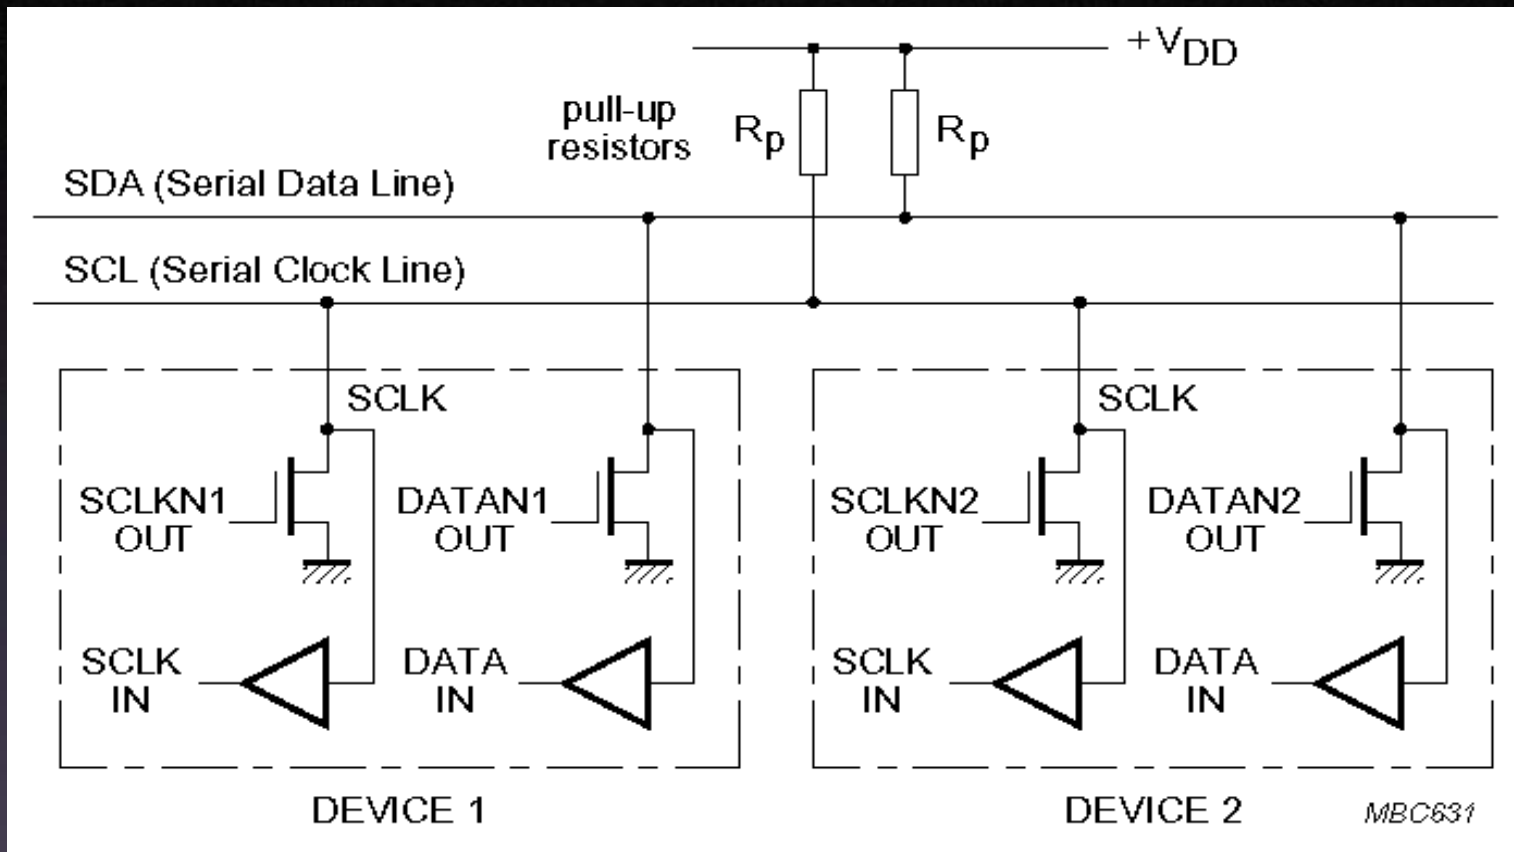 +VDD
pull-up
resistors
Rp
Rp
SDA (Serial Data Line)
SCL (Serial Clock Line)
SCLK
SCLKN1
OUT
DATAN1
OUT
SCLK
IN
DATA
IN
DEVICE 1
SCLK
SCLKN2
OUT
DATAN2
OUT
SCLK
IN
DATA
IN
DEVICE 2
MBC631